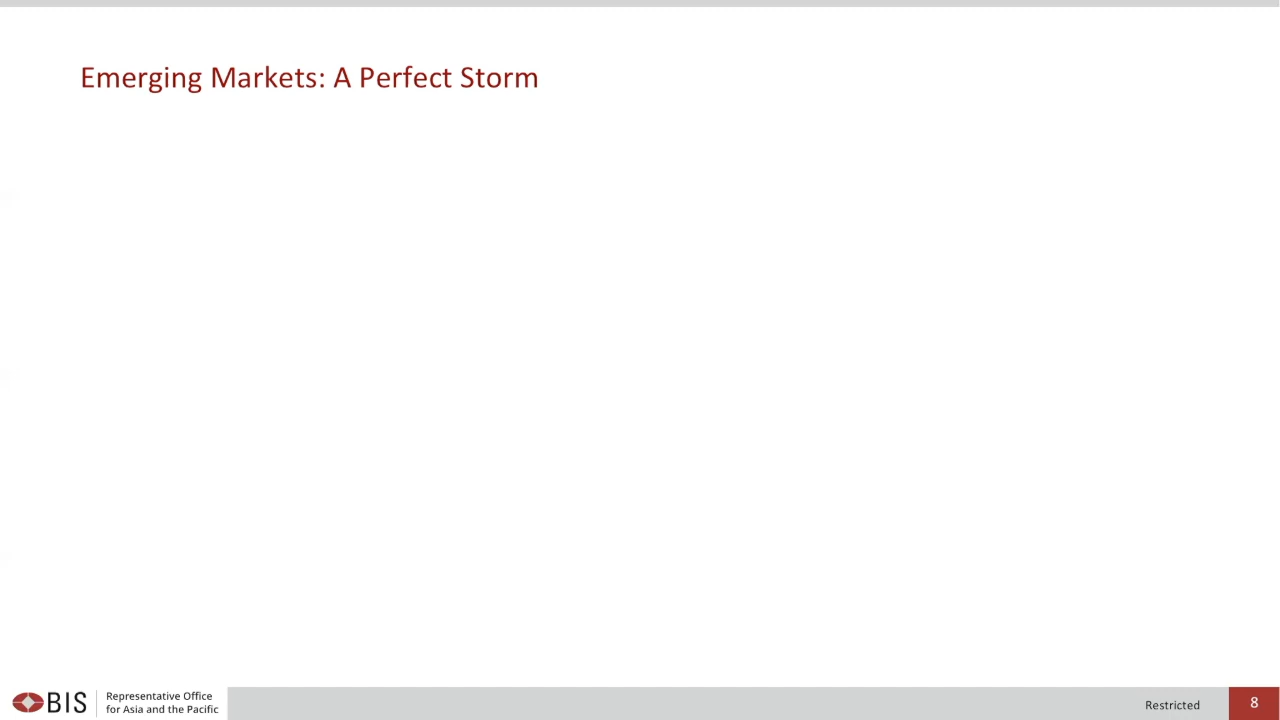 Emerging Markets: A Perfect Storm
BIS
Representative Office
for Asia and the Pacific
Restricted
8